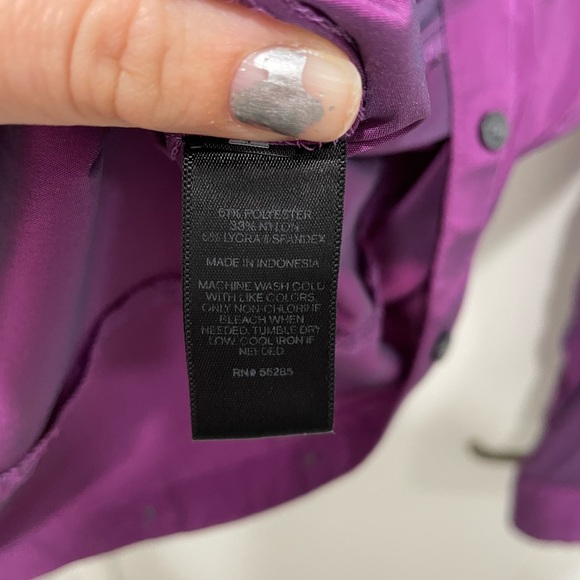 61% POLYESTER
33% NYLON
6% LYCRA® SPANDEX
MADE IN INDONESIA
MACHINE WASH COLD
WITH LIKE COLORS.
ONLY NON-CHLORINE
BLEACH WHEN
NEEDED. TUMBLE DRY
LOW. COOL IRON IF
NEEDED.
RN# 55285